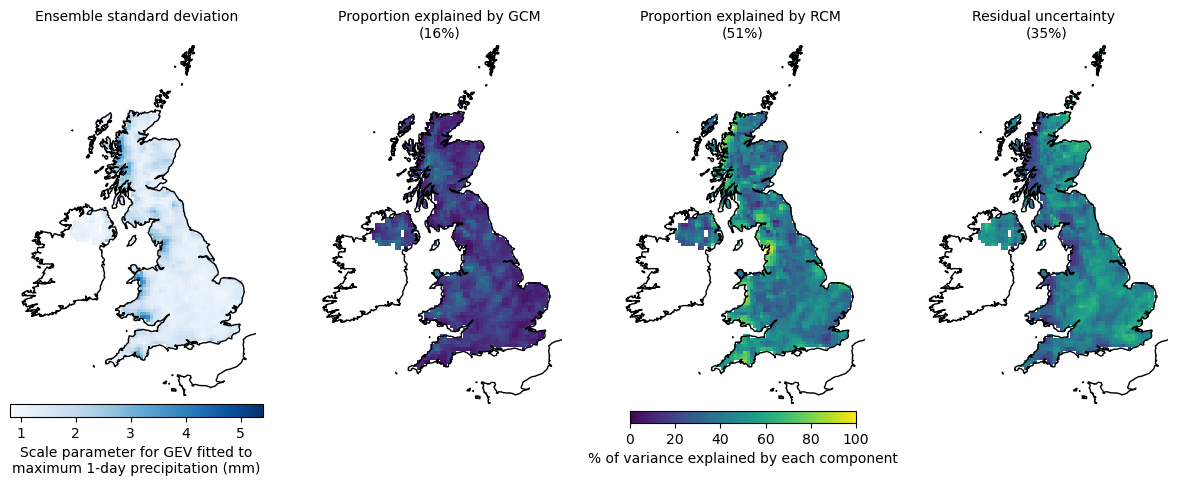 Ensemble standard deviation
Proportion explained by GCM
(16%)
Proportion explained by RCM
(51%)
Residual uncertainty
(35%)
1 2 3 4 5
Scale parameter for GEV fitted to
maximum 1-day precipitation (mm)
0 20 40 60 80 100
% of variance explained by each component